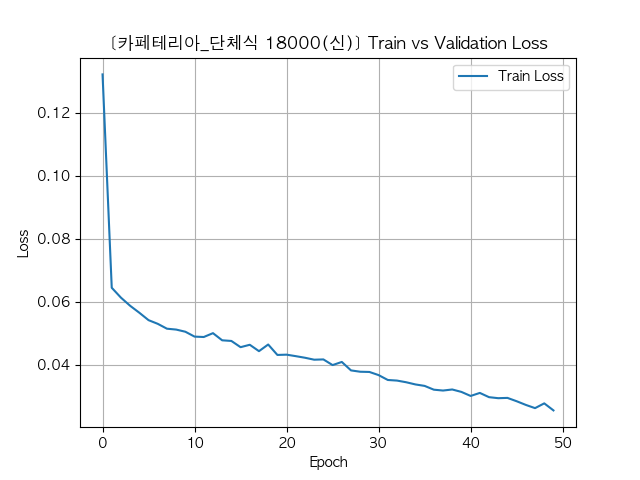 [카페테리아_단체식 18000(신)] Train vs Validation Loss
Train Loss
Loss
0.12
0.10
0.08
0.06
0.04
0 10 20 30 40 50
Epoch